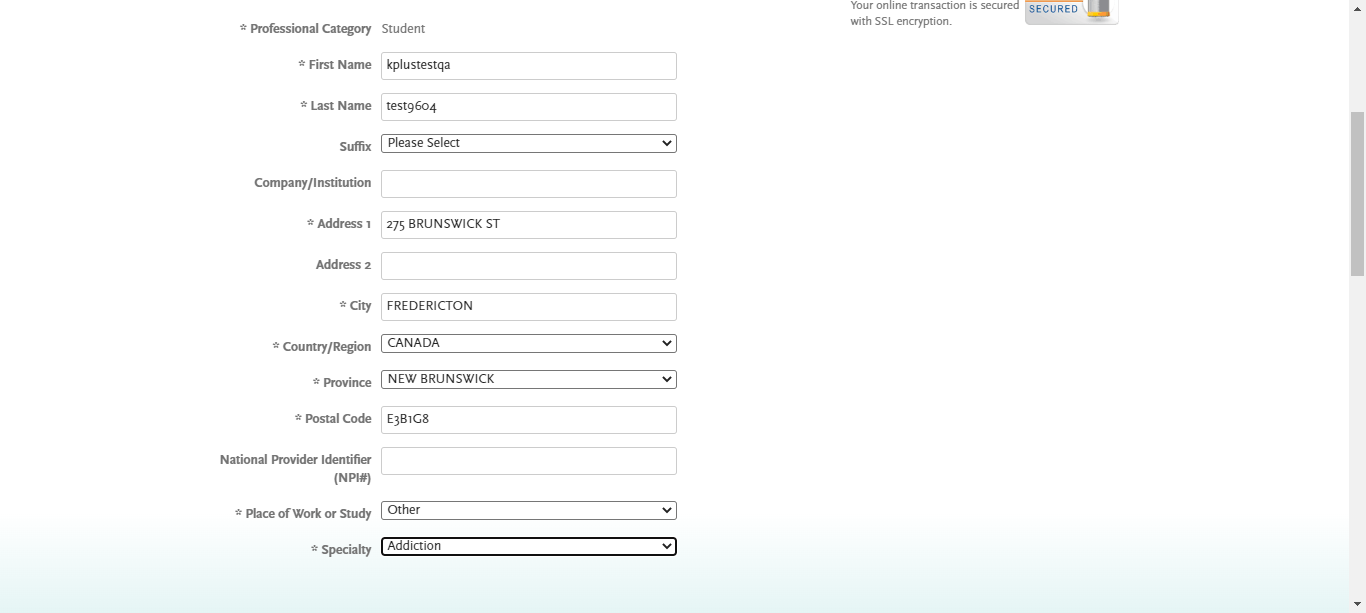 Your online transaction is secured
with SSL encryption.
SECURED
* Professional Category Student
* First Name kplustestqa
* Last Name test9604
Suffix Please Select
Company/Institution
* Address 1 275 BRUNSWICK ST
Address 2
* City FREDERICTON
* Country/Region CANADA
* Province NEW BRUNSWICK
* Postal Code E3B1G8
National Provider Identifier
(NPI#)
* Place of Work or Study Other
* Specialty Addiction